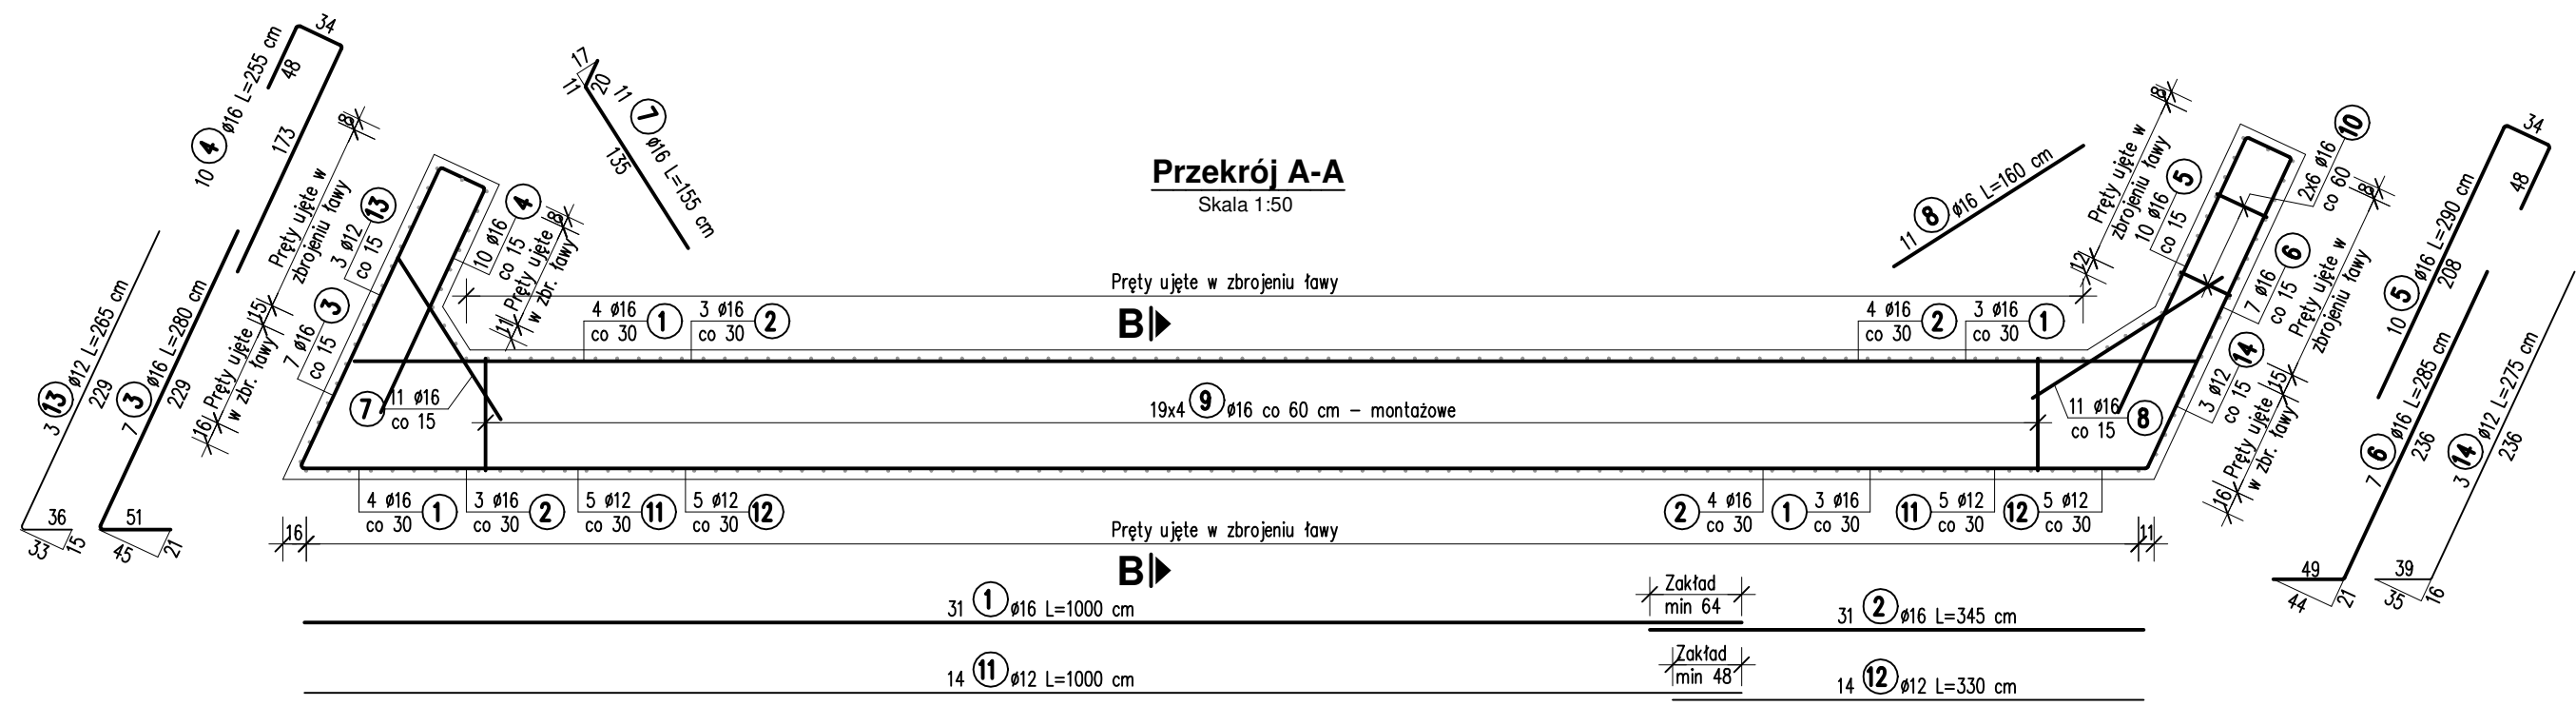 Przekrój A-A
Skala 1:50
10 4 ø16 L=255 cm
34
48
173
8
Pręty ujęte w
zbrojeniu ławy
3 ø12 13
co 15
15
7 ø16 3
co 15
Pręty ujęte
w zbr. ławy
16
3 13 ø12 L=265 cm
229
36
33
15
7 3 ø16 L=280 cm
229
51
45
21
17
11
20
11 7 ø16 L=155 cm
135
10 ø16 4
co 15
8
Pręty ujęte
w zbr. ławy
11
Pręty ujęte w zbrojeniu ławy
4 ø16 1
co 30
3 ø16 2
co 30
B
4 ø16 2
co 30
3 ø16 1
co 30
7 11 ø16
co 15
19x4 9 ø16 co 60 cm – montażowe
11 ø16 8
co 15
11 8 ø16 L=160 cm
8
Pręty ujęte w
zbrojeniu ławy
12
10 ø16 5
co 15
2x6 ø16 10
co 60
8
7 ø16 6
co 15
Pręty ujęte w
zbrojeniu ławy
15
3 ø12 14
co 15
Pręty ujęte
w zbr. ławy
16
34
48
10 5 ø16 L=290 cm
208
7 6 ø16 L=285 cm
236
49
44
21
3 14 ø12 L=275 cm
236
39
35
16
4 ø16 1
co 30
3 ø16 2
co 30
5 ø12 11
co 30
5 ø12 12
co 30
2 4 ø16
co 30
1 3 ø16
co 30
11 5 ø12
co 30
12 5 ø12
co 30
16
Pręty ujęte w zbrojeniu ławy
11
B
31 1 ø16 L=1000 cm
Zakład
min 64
31 2 ø16 L=345 cm
14 11 ø12 L=1000 cm
Zakład
min 48
14 12 ø12 L=330 cm